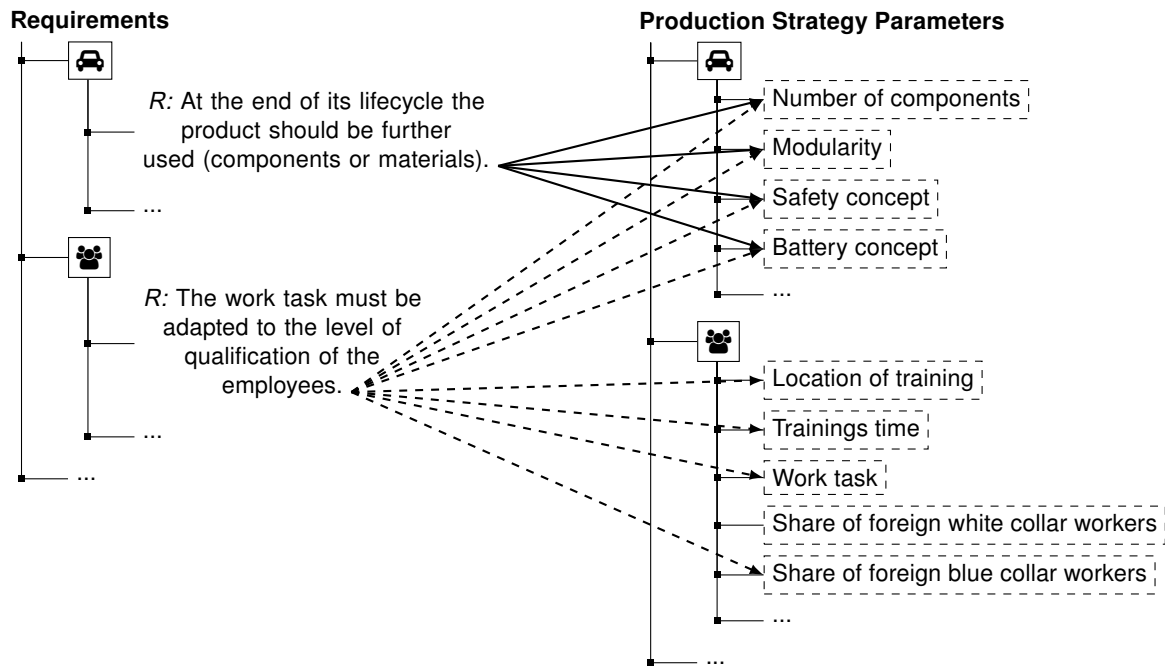 Requirements
R: At the end of its lifecycle the
product should be further
used (components or materials).
...
R: The work task must be
adapted to the level of
qualification of the
employees.
...
...
Production Strategy Parameters
Number of components
Modularity
Safety concept
Battery concept
...
Location of training
Trainings time
Work task
Share of foreign white collar workers
Share of foreign blue collar workers
...
...